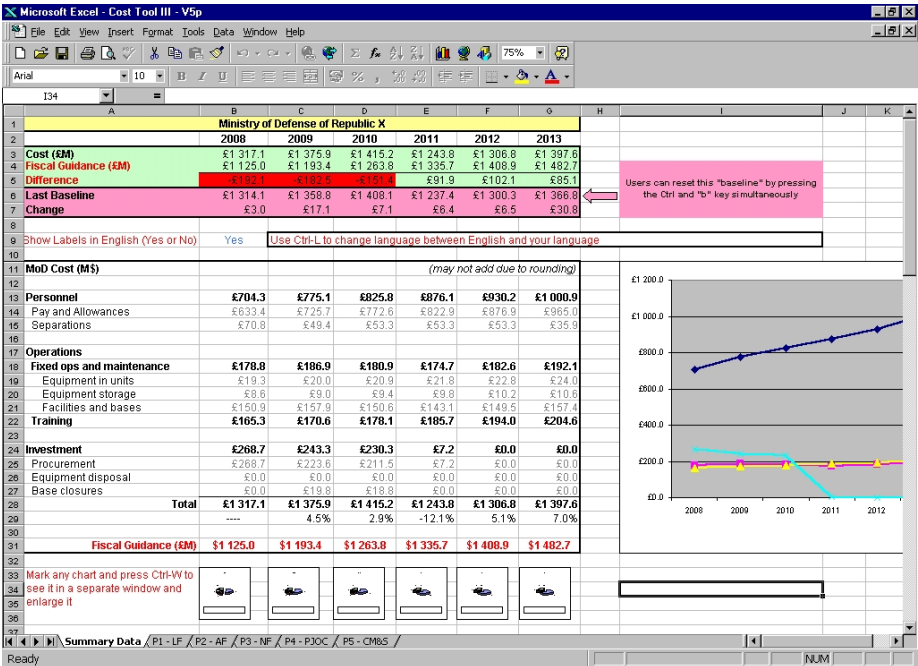 Microsoft Excel - Cost Tool III - V5p
File Edit View Insert Format Tools Data Window Help
75%
Arial 10 B I U
I34 =
A B C D E F G H I J K
1 Ministry of Defense of Republic X
2 2008 2009 2010 2011 2012 2013
3 Cost (£M) £1 317.1 £1 375.9 £1 415.2 £1 243.8 £1 306.8 £1 397.6
4 Fiscal Guidance (£M) £1 125.0 £1 193.4 £1 263.8 £1 335.7 £1 408.9 £1 482.7
5 Difference -£192.1 -£182.5 -£151.4 £91.9 £102.1 £85.1
6 Last Baseline £1 314.1 £1 358.8 £1 408.1 £1 237.4 £1 300.3 £1 366.8
7 Change £3.0 £17.1 £7.1 £6.4 £6.5 £30.8
Users can reset this "baseline" by pressing
the Ctrl and "b" key simultaneously
8
9 Show Labels in English (Yes or No) Yes Use Ctrl-L to change language between English and your language
10
11 MoD Cost (M$) (may not add due to rounding)
12
13 Personnel £704.3 £775.1 £825.8 £876.1 £930.2 £1 000.9
14 Pay and Allowances £633.4 £725.7 £772.6 £822.9 £876.9 £965.0
15 Separations £70.8 £49.4 £53.3 £53.3 £53.3 £35.9
16
17 Operations
18 Fixed ops and maintenance £178.8 £186.9 £180.9 £174.7 £182.6 £192.1
19 Equipment in units £19.3 £20.0 £20.9 £21.8 £22.8 £24.0
20 Equipment storage £8.6 £9.0 £9.4 £9.8 £10.2 £10.6
21 Facilities and bases £150.9 £157.9 £150.6 £143.1 £149.5 £157.4
22 Training £165.3 £170.6 £178.1 £185.7 £194.0 £204.6
23
24 Investment £268.7 £243.3 £230.3 £7.2 £0.0 £0.0
25 Procurement £268.7 £223.6 £211.5 £7.2 £0.0 £0.0
26 Equipment disposal £0.0 £0.0 £0.0 £0.0 £0.0 £0.0
27 Base closures £0.0 £19.8 £18.8 £0.0 £0.0 £0.0
28 Total £1 317.1 £1 375.9 £1 415.2 £1 243.8 £1 306.8 £1 397.6
29 ---- 4.5% 2.9% -12.1% 5.1% 7.0%
30
31 Fiscal Guidance (£M) $1 125.0 $1 193.4 $1 263.8 $1 335.7 $1 408.9 $1 482.7
32
33 Mark any chart and press Ctrl-W to
34 see it in a separate window and
35 enlarge it
36
37
£1 200.0
£1 000.0
£800.0
£600.0
£400.0
£200.0
£0.0
2008 2009 2010 2011 2012
Summary Data P1 - LF P2 - AF P3 - NF P4 - PJOC P5 - CM&S
Ready NUM